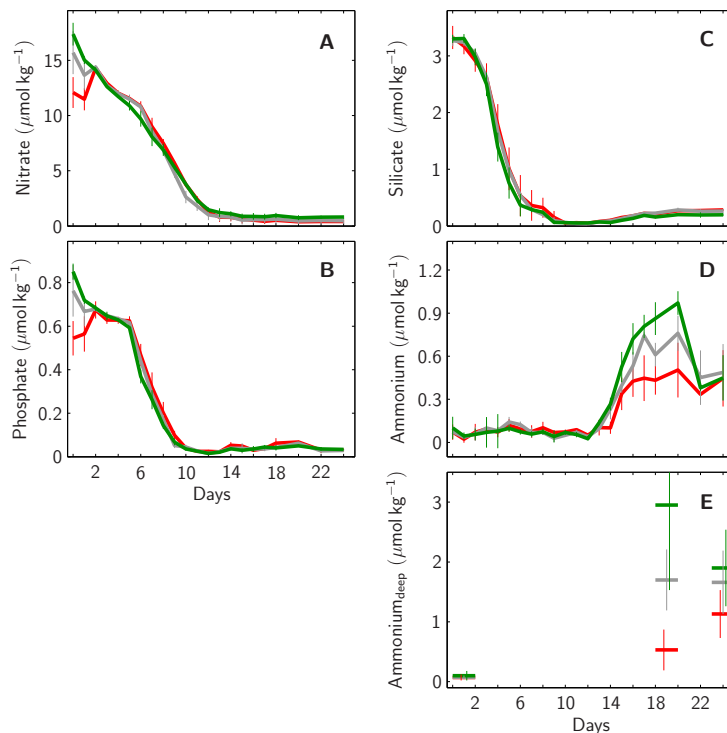 A
Nitrate (μmol kg⁻¹)
15
10
5
0
B
Phosphate (μmol kg⁻¹)
0.8
0.6
0.4
0.2
0
2 6 10 14 18 22
Days
C
Silicate (μmol kg⁻¹)
3
2
1
0
D
Ammonium (μmol kg⁻¹)
1.2
0.9
0.6
0.3
0
E
Ammonium_deep (μmol kg⁻¹)
3
2
1
0
2 6 10 14 18 22
Days